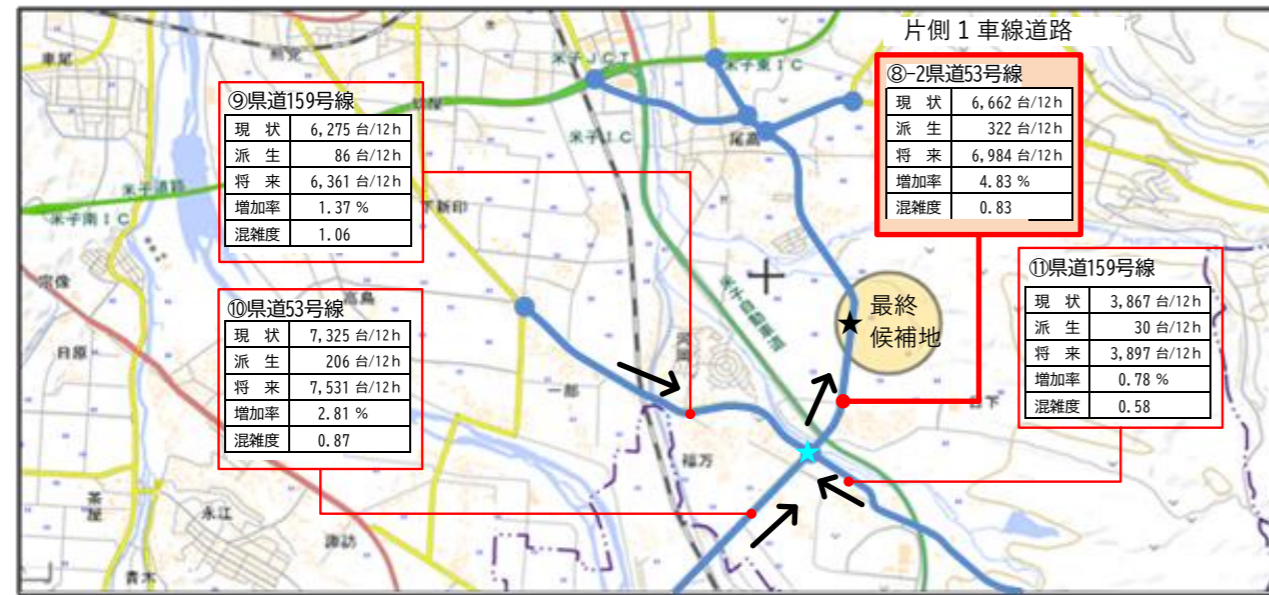 片側１車線道路
⑧-2県道53号線
現　状 6,662 台/12h
派　生 322 台/12h
将　来 6,984 台/12h
増加率 4.83 %
混雑度 0.83
⑨県道159号線
現　状 6,275 台/12h
派　生 86 台/12h
将　来 6,361 台/12h
増加率 1.37 %
混雑度 1.06
⑪県道159号線
現　状 3,867 台/12h
派　生 30 台/12h
将　来 3,897 台/12h
増加率 0.78 %
混雑度 0.58
⑩県道53号線
現　状 7,325 台/12h
派　生 206 台/12h
将　来 7,531 台/12h
増加率 2.81 %
混雑度 0.87
最終
候補地
東尾
米子JCT
米子東IC
米子IC
尾高
米子道路
米子南IC
下新印
宗像
高島
日原
河岡
米子自動車道
一部
日下
福万
茶屋
永江
諏訪
青木